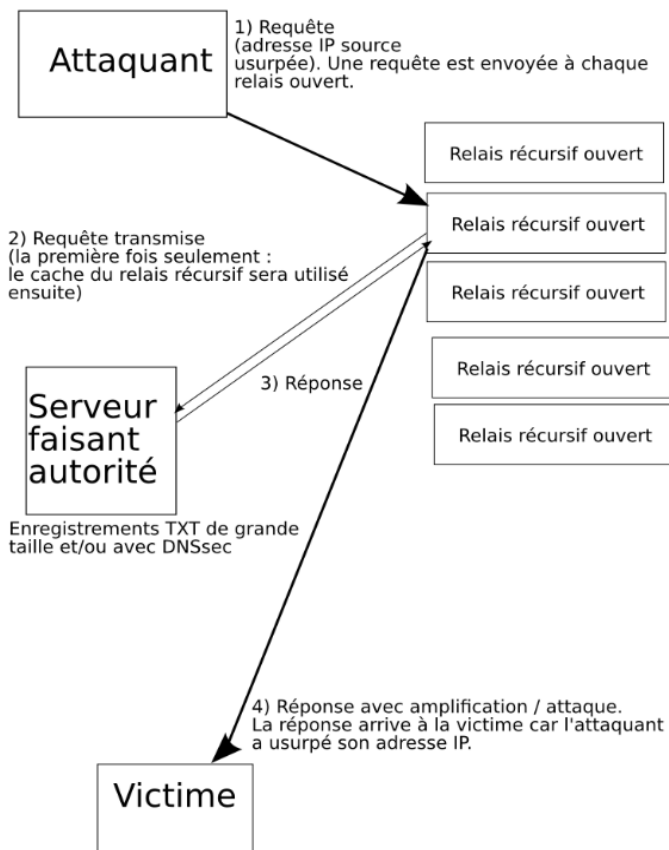 Attaquant
1) Requête
(adresse IP source
usurpée). Une requête est envoyée à chaque
relais ouvert.
Relais récursif ouvert
Relais récursif ouvert
2) Requête transmise
(la première fois seulement :
le cache du relais récursif sera utilisé
ensuite)
Relais récursif ouvert
Relais récursif ouvert
3) Réponse
Serveur
faisant
autorité
Relais récursif ouvert
Enregistrements TXT de grande
taille et/ou avec DNSsec
4) Réponse avec amplification / attaque.
La réponse arrive à la victime car l'attaquant
a usurpé son adresse IP.
Victime